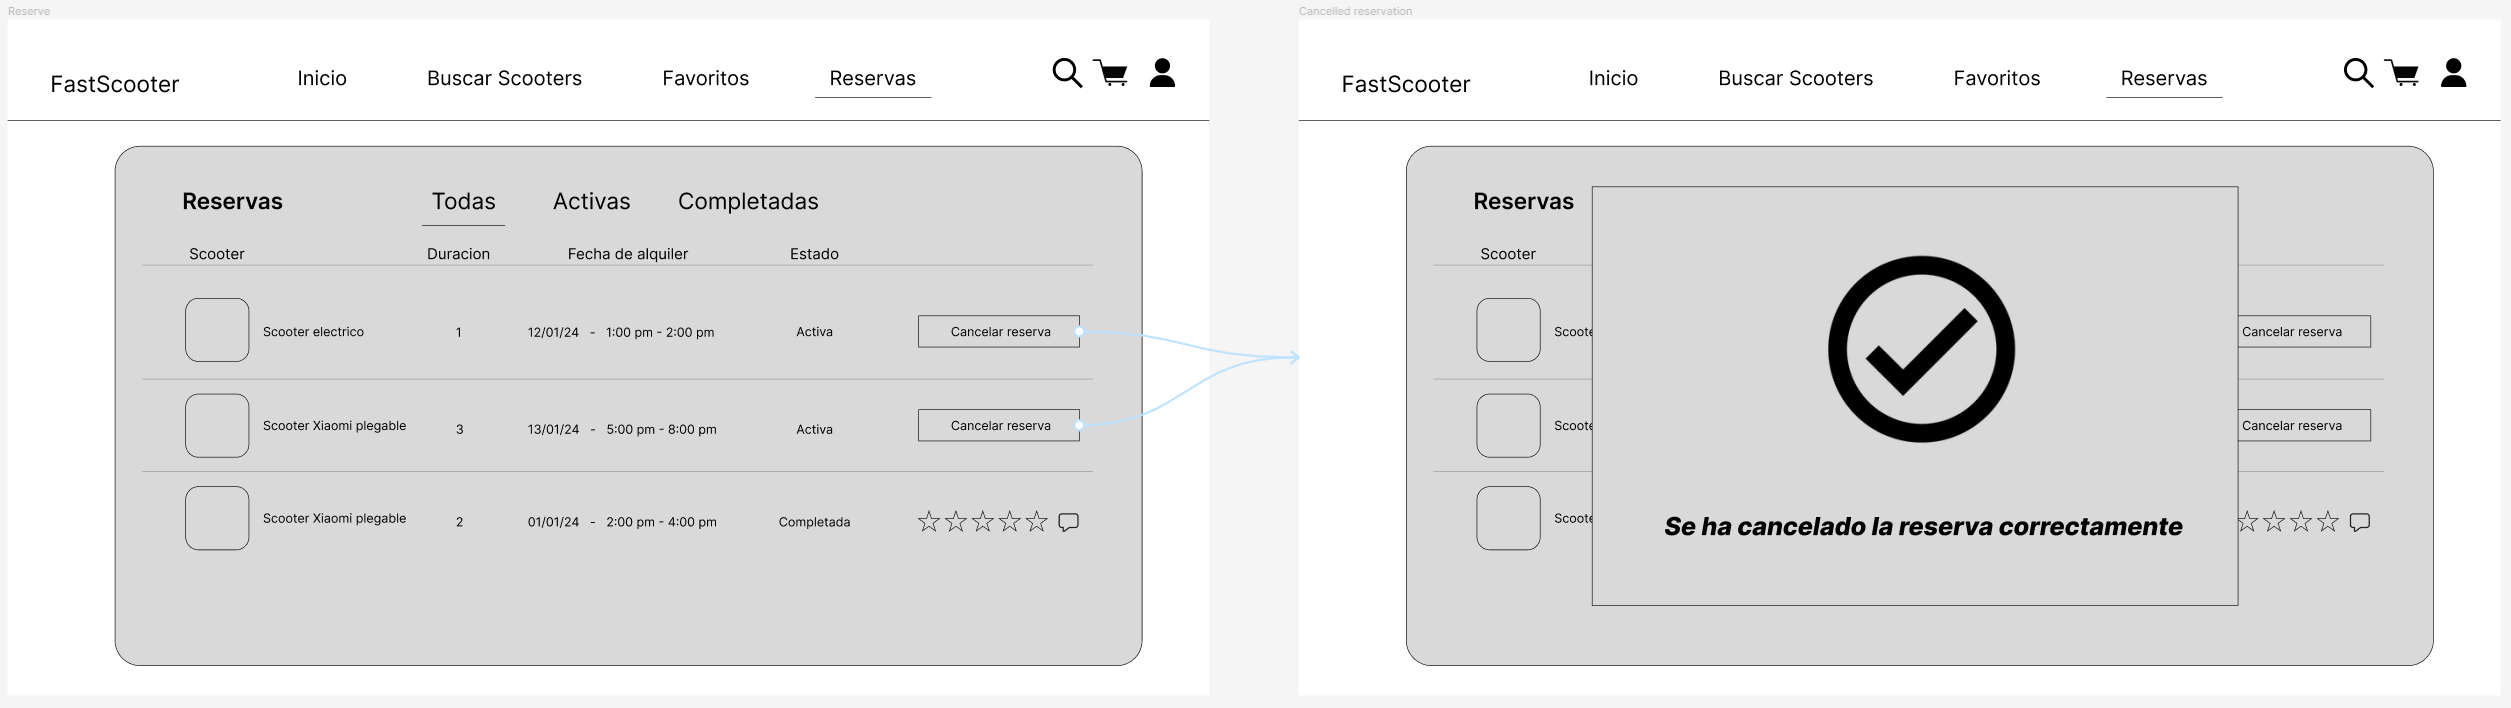 Reserve
FastScooter Inicio Buscar Scooters Favoritos Reservas
Reservas Todas Activas Completadas
Scooter Duracion Fecha de alquiler Estado
Scooter electrico 1 12/01/24 - 1:00 pm - 2:00 pm Activa Cancelar reserva
Scooter Xiaomi plegable 3 13/01/24 - 5:00 pm - 8:00 pm Activa Cancelar reserva
Scooter Xiaomi plegable 2 01/01/24 - 2:00 pm - 4:00 pm Completada
Cancelled reservation
FastScooter Inicio Buscar Scooters Favoritos Reservas
Reservas
Scooter
Scoote Cancelar reserva
Scoote Cancelar reserva
Scoote
Se ha cancelado la reserva correctamente